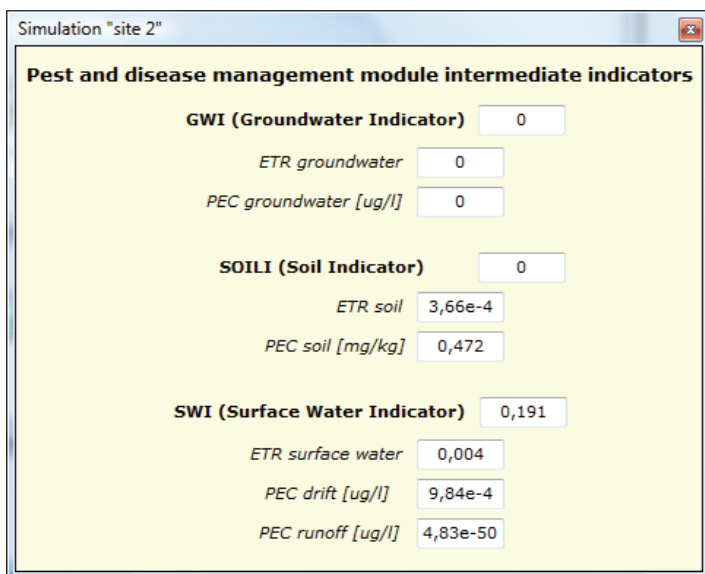 Simulation "site 2"
Pest and disease management module intermediate indicators
GWI (Groundwater Indicator) 0
ETR groundwater 0
PEC groundwater [ug/l] 0
SOILI (Soil Indicator) 0
ETR soil 3,66e-4
PEC soil [mg/kg] 0,472
SWI (Surface Water Indicator) 0,191
ETR surface water 0,004
PEC drift [ug/l] 9,84e-4
PEC runoff [ug/l] 4,83e-50